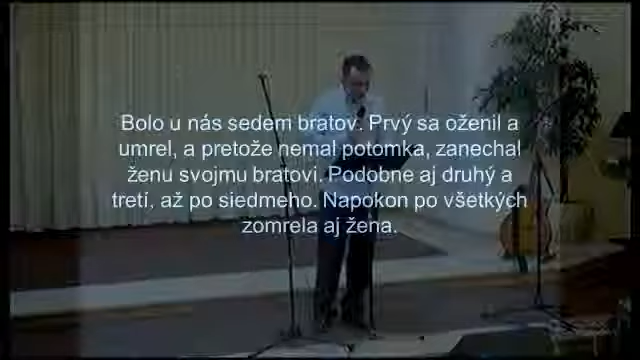 Bolo u nás sedem bratov. Prvý sa oženil a
umrel, a pretože nemal potomka, zanechal
ženu svojmu bratovi. Podobne aj druhý a
tretí, až po siedmeho. Napokon po všetkých
zomrela aj žena.